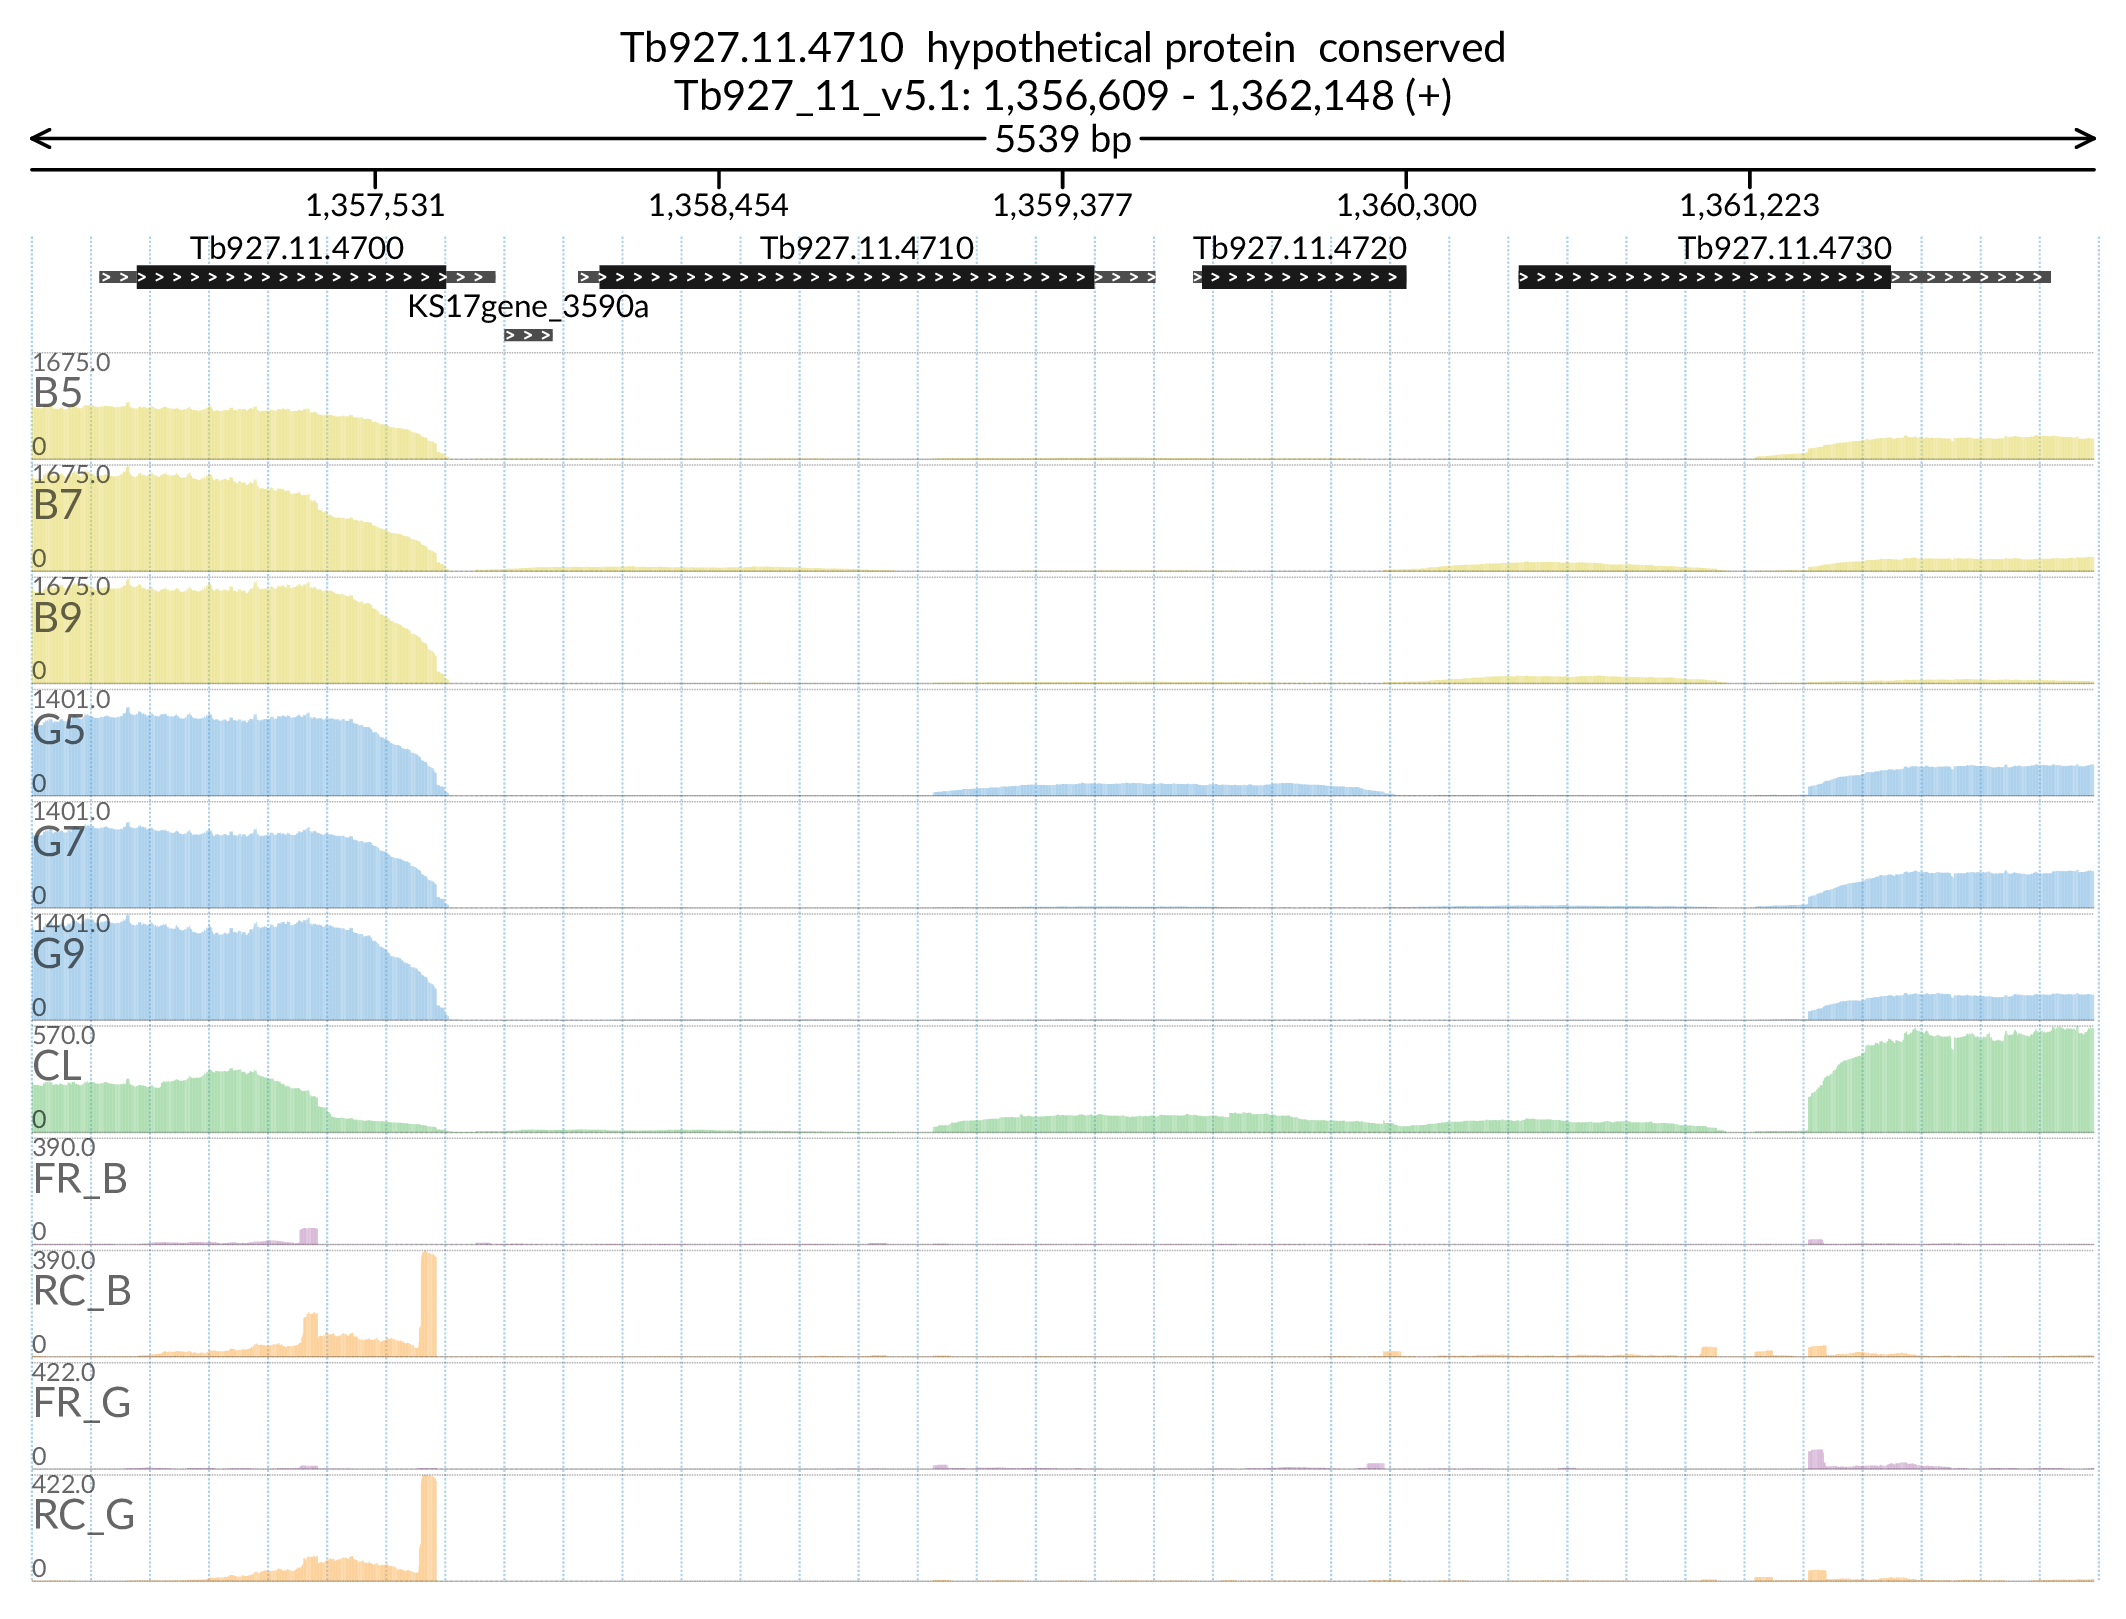 Tb927.11.4710  hypothetical protein  conserved
Tb927_11_v5.1: 1,356,609 - 1,362,148 (+)
5539 bp
1,357,531 1,358,454 1,359,377 1,360,300 1,361,223
Tb927.11.4700 Tb927.11.4710 Tb927.11.4720 Tb927.11.4730
KS17gene_3590a
1675.0
B5
0
1675.0
B7
0
1675.0
B9
0
1401.0
G5
0
1401.0
G7
0
1401.0
G9
0
570.0
CL
0
390.0
FR_B
0
390.0
RC_B
0
422.0
FR_G
0
422.0
RC_G
0